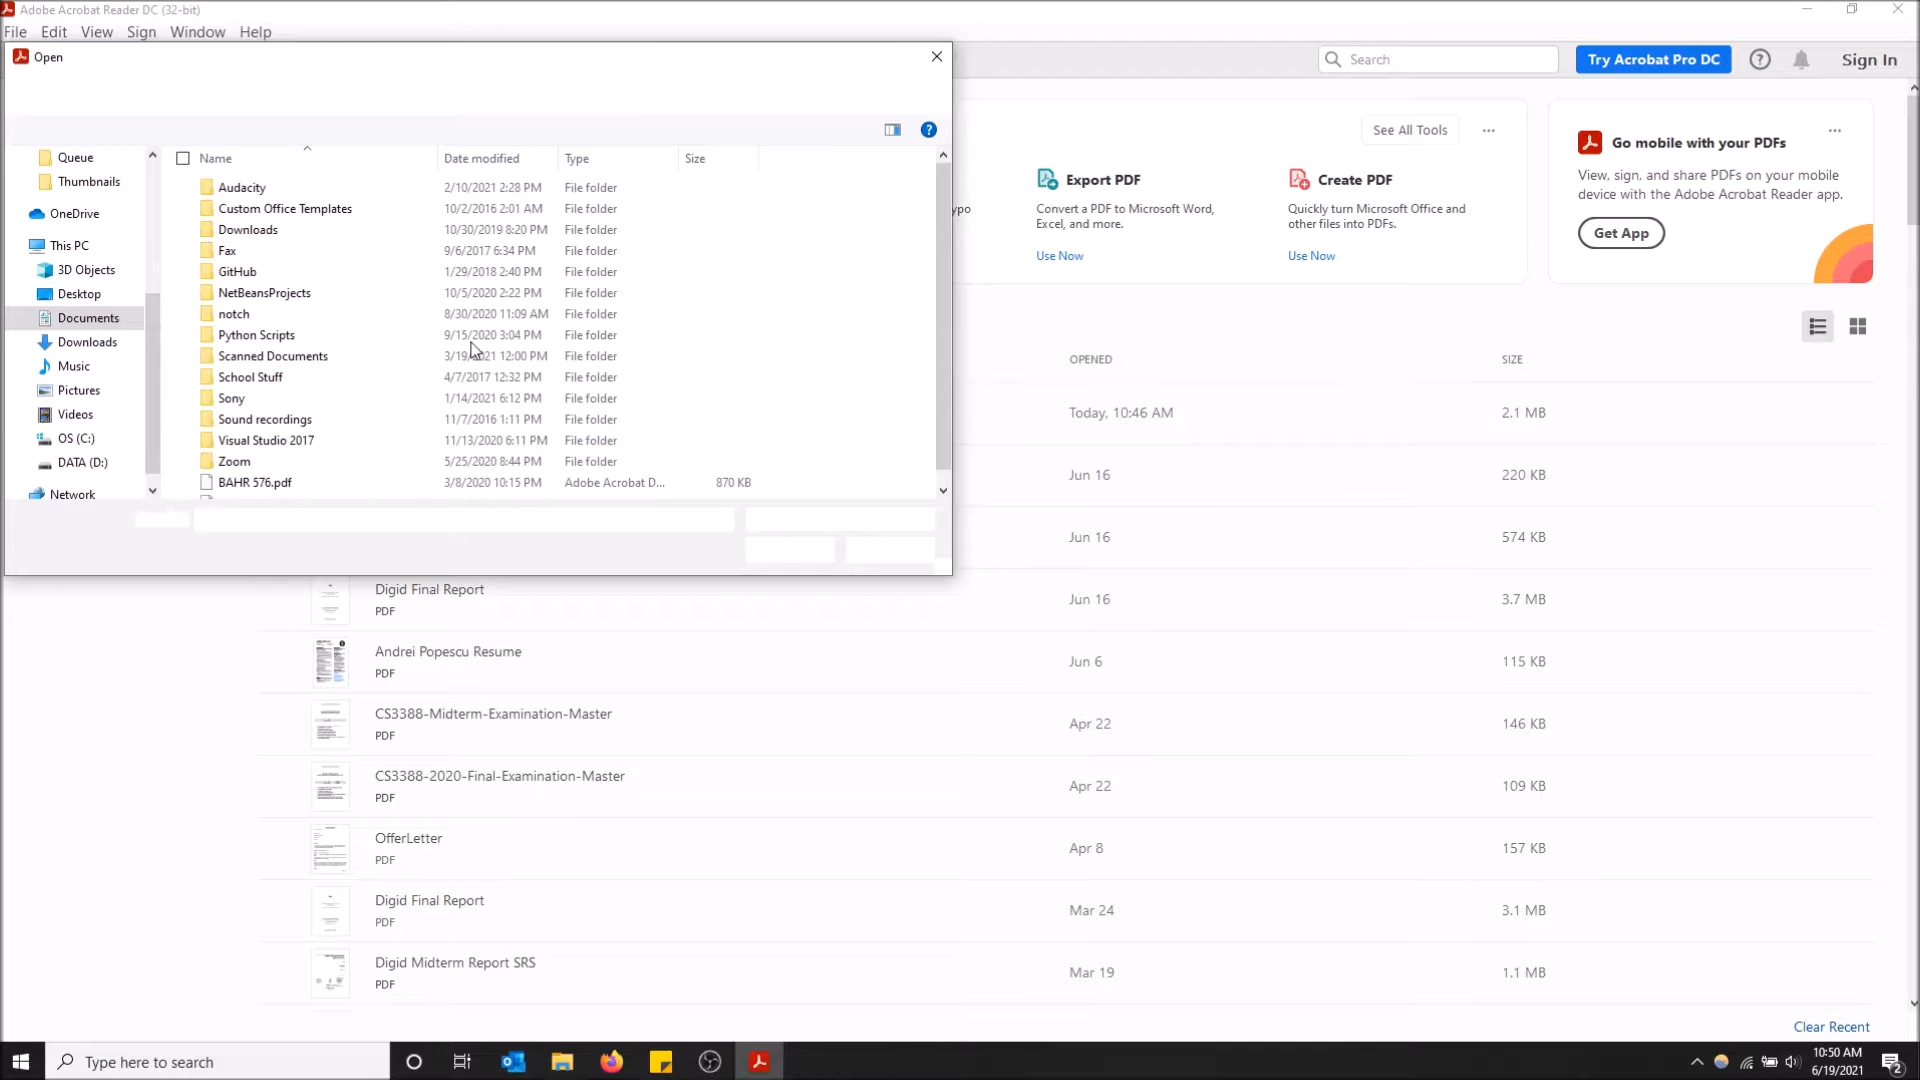 Adobe Acrobat Reader DC (32-bit)
File Edit View Sign Window Help
Open
Search
Try Acrobat Pro DC
Sign In
Queue
Thumbnails
OneDrive
This PC
3D Objects
Desktop
Documents
Downloads
Music
Pictures
Videos
OS (C:)
DATA (D:)
Network
Name Date modified Type Size
Audacity 2/10/2021 2:28 PM File folder
Custom Office Templates 10/2/2016 2:01 AM File folder
Downloads 10/30/2019 8:20 PM File folder
Fax 9/6/2017 6:34 PM File folder
GitHub 1/29/2018 2:40 PM File folder
NetBeansProjects 10/5/2020 2:22 PM File folder
notch 8/30/2020 11:09 AM File folder
Python Scripts 9/15/2020 3:04 PM File folder
Scanned Documents 3/19/2021 12:00 PM File folder
School Stuff 4/7/2017 12:32 PM File folder
Sony 1/14/2021 6:12 PM File folder
Sound recordings 11/7/2016 1:11 PM File folder
Visual Studio 2017 11/13/2020 6:11 PM File folder
Zoom 5/25/2020 8:44 PM File folder
BAHR 576.pdf 3/8/2020 10:15 PM Adobe Acrobat D... 870 KB
See All Tools
ypo
Export PDF
Convert a PDF to Microsoft Word,
Excel, and more.
Use Now
Create PDF
Quickly turn Microsoft Office and
other files into PDFs.
Use Now
Go mobile with your PDFs
View, sign, and share PDFs on your mobile
device with the Adobe Acrobat Reader app.
Get App
OPENED SIZE
Today, 10:46 AM 2.1 MB
Jun 16 220 KB
Jun 16 574 KB
Digid Final Report
PDF
Jun 16 3.7 MB
Andrei Popescu Resume
PDF
Jun 6 115 KB
CS3388-Midterm-Examination-Master
PDF
Apr 22 146 KB
CS3388-2020-Final-Examination-Master
PDF
Apr 22 109 KB
OfferLetter
PDF
Apr 8 157 KB
Digid Final Report
PDF
Mar 24 3.1 MB
Digid Midterm Report SRS
PDF
Mar 19 1.1 MB
Clear Recent
Type here to search
10:50 AM
6/19/2021
2